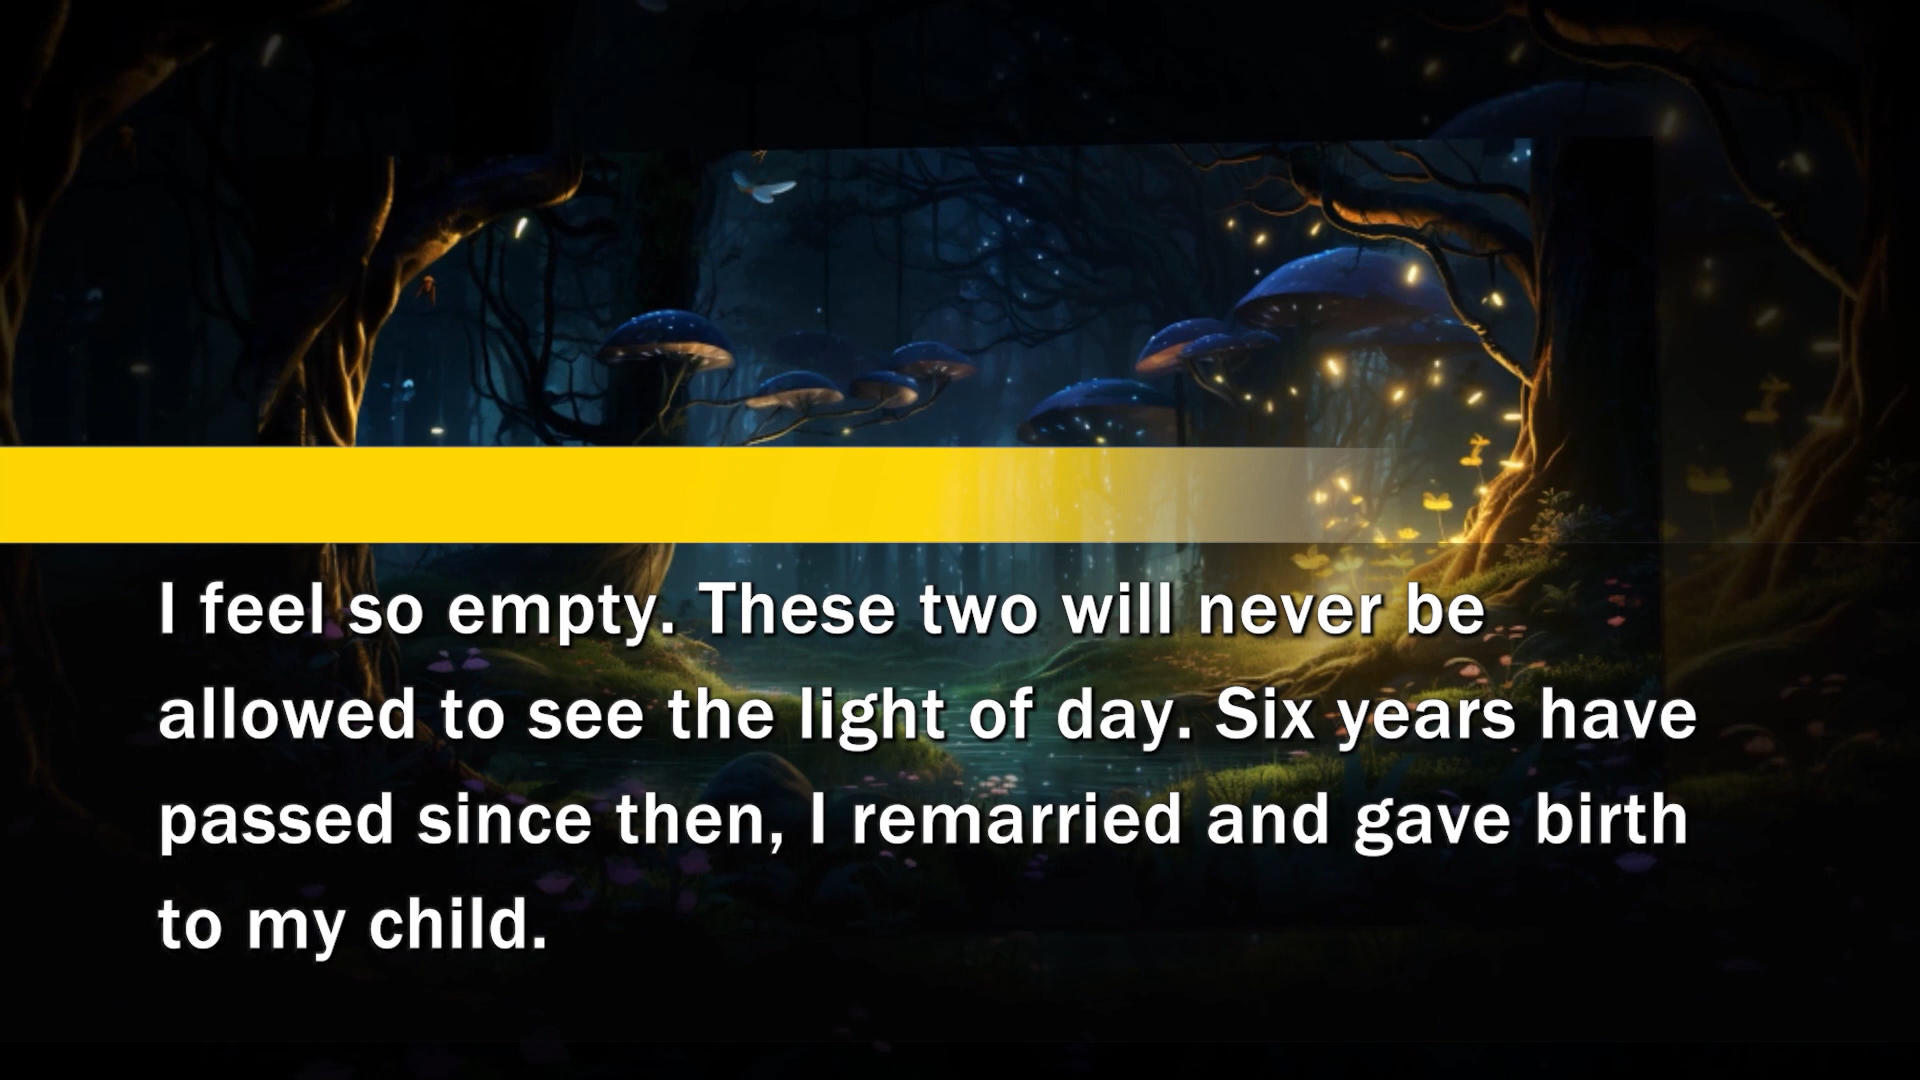 I feel so empty. These two will never be
allowed to see the light of day. Six years have
passed since then, I remarried and gave birth
to my child.